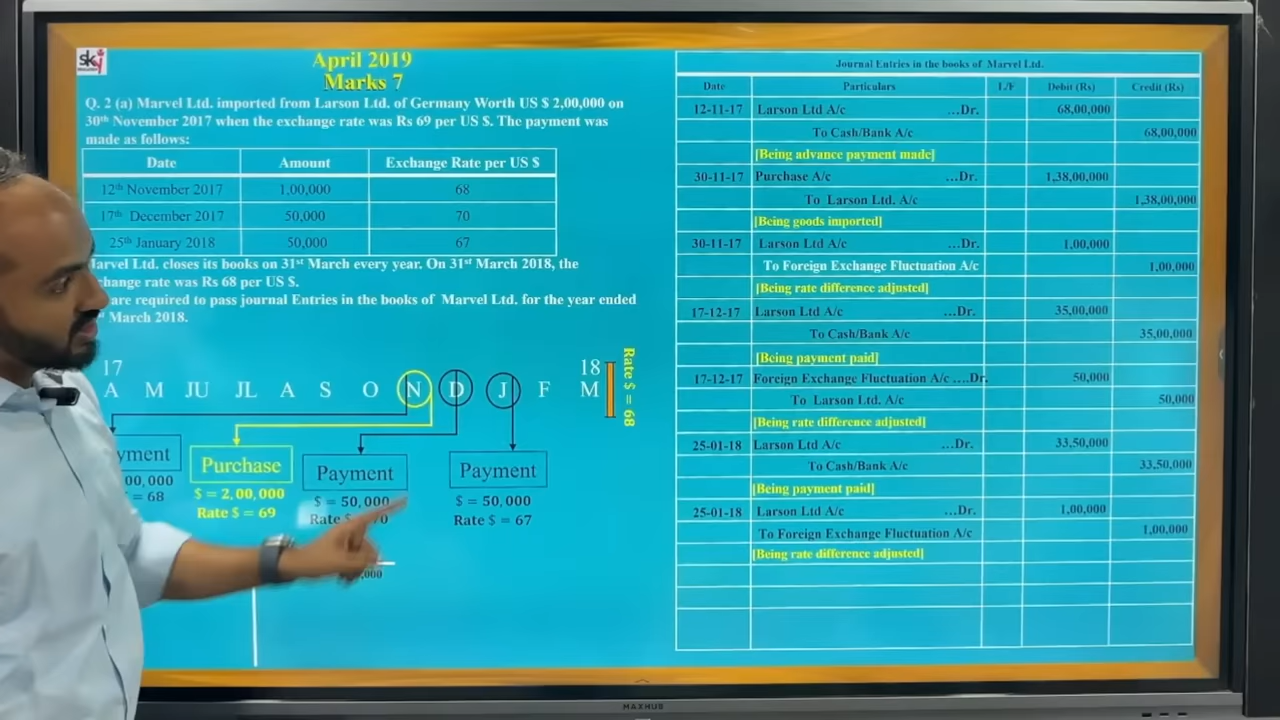 sky
April 2019
Marks 7
Q. 2 (a) Marvel Ltd. imported from Larson Ltd. of Germany Worth US $ 2,00,000 on
30th November 2017 when the exchange rate was Rs 69 per US $. The payment was
made as follows:
Date Amount Exchange Rate per US $
12th November 2017 1,00,000 68
17th December 2017 50,000 70
25th January 2018 50,000 67
arvel Ltd. closes its books on 31st March every year. On 31st March 2018, the
change rate was Rs 68 per US $.
are required to pass journal Entries in the books of Marvel Ltd. for the year ended
March 2018.
17 18
A M JU JL A S O N D J F M
Rate $ = 68
yment Purchase Payment Payment
00,000 $ = 2,00,000 $ = 50,000 $ = 50,000
= 68 Rate $ = 69 Rate $ 70 Rate $ = 67
,000
Journal Entries in the books of Marvel Ltd.
Date Particulars L/F Debit (Rs) Credit (Rs)
12-11-17 Larson Ltd A/c ...Dr. 68,00,000
To Cash/Bank A/c 68,00,000
[Being advance payment made]
30-11-17 Purchase A/c ...Dr. 1,38,00,000
To Larson Ltd. A/c 1,38,00,000
[Being goods imported]
30-11-17 Larson Ltd A/c ...Dr. 1,00,000
To Foreign Exchange Fluctuation A/c 1,00,000
[Being rate difference adjusted]
17-12-17 Larson Ltd A/c ...Dr. 35,00,000
To Cash/Bank A/c 35,00,000
[Being payment paid]
17-12-17 Foreign Exchange Fluctuation A/c ....Dr. 50,000
To Larson Ltd. A/c 50,000
[Being rate difference adjusted]
25-01-18 Larson Ltd A/c ...Dr. 33,50,000
To Cash/Bank A/c 33,50,000
[Being payment paid]
25-01-18 Larson Ltd A/c ...Dr. 1,00,000
To Foreign Exchange Fluctuation A/c 1,00,000
[Being rate difference adjusted]
MAXHUB